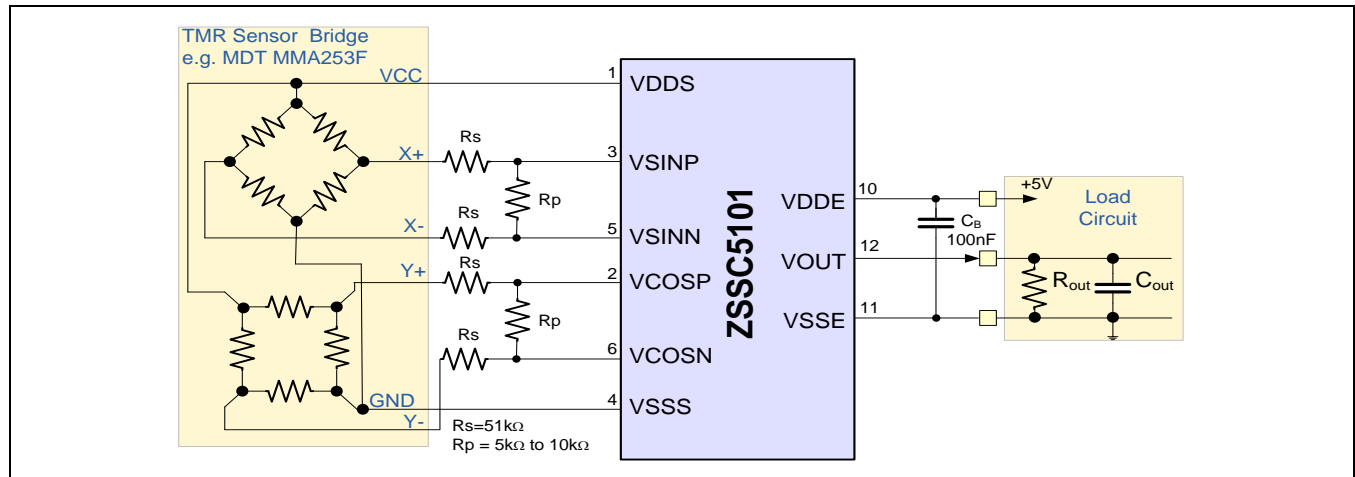 TMR Sensor Bridge
e.g. MDT MMA253F
VCC
X+
X-
Y+
GND
Y-
Rs
Rp
Rs
Rs
Rp
Rs
Rs=51kΩ
Rp = 5kΩ to 10kΩ
1
VDDS
3
VSINP
5
VSINN
2
VCOSP
6
VCOSN
4
VSSS
ZSSC5101
10
VDDE
12
VOUT
11
VSSE
CB
100nF
+5V
Load
Circuit
Rout
Cout